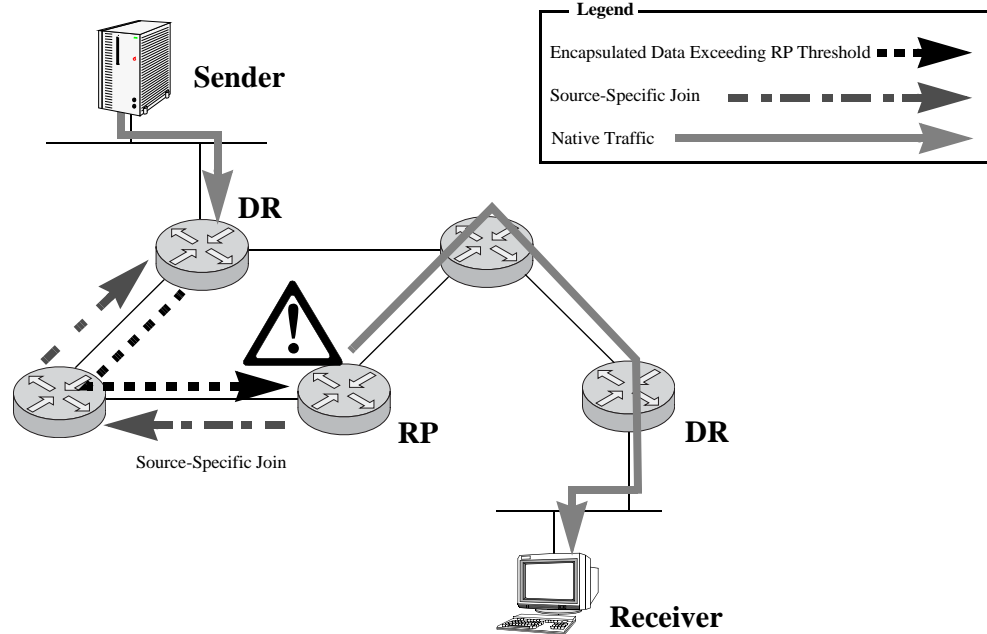 Legend
Encapsulated Data Exceeding RP Threshold
Source-Specific Join
Native Traffic
Sender
DR
RP
DR
Source-Specific Join
Receiver